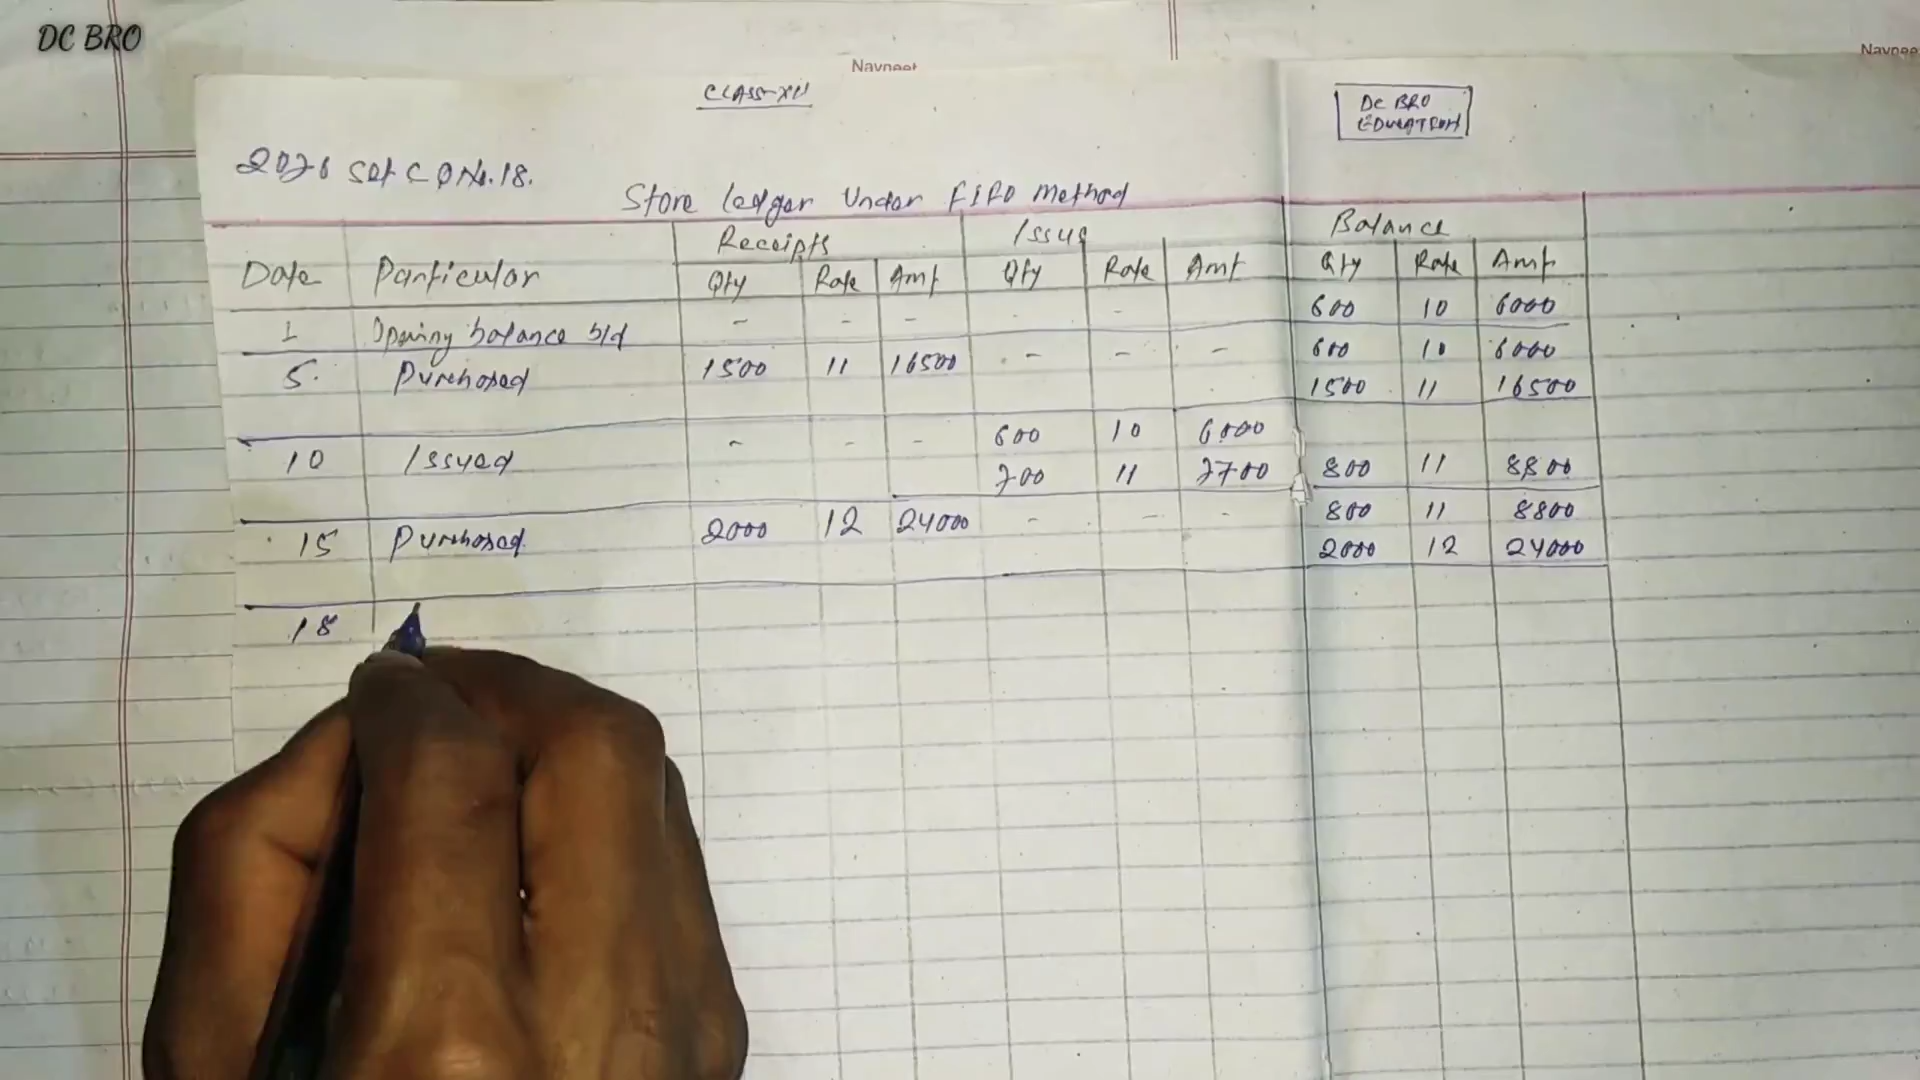 DC BRO
Navneet
Navnee
CLASS-XII
DC BRO
EDUCATION
2076 Set C Q No. 18.
Store ledger Under FIFO method
Receipts Issue Balance
Date Particular Qty Rate Amt Qty Rate Amt Qty Rate Amt
1 Opening balance b/d - - - - - 600 10 6000
5. Purchased 1500 11 16500 - - - 600 10 6000
1500 11 16500
10 Issued - - - 600 10 6000
700 11 7700 800 11 8800
15 Purchased 2000 12 24000 - - - 800 11 8800
2000 12 24000
18